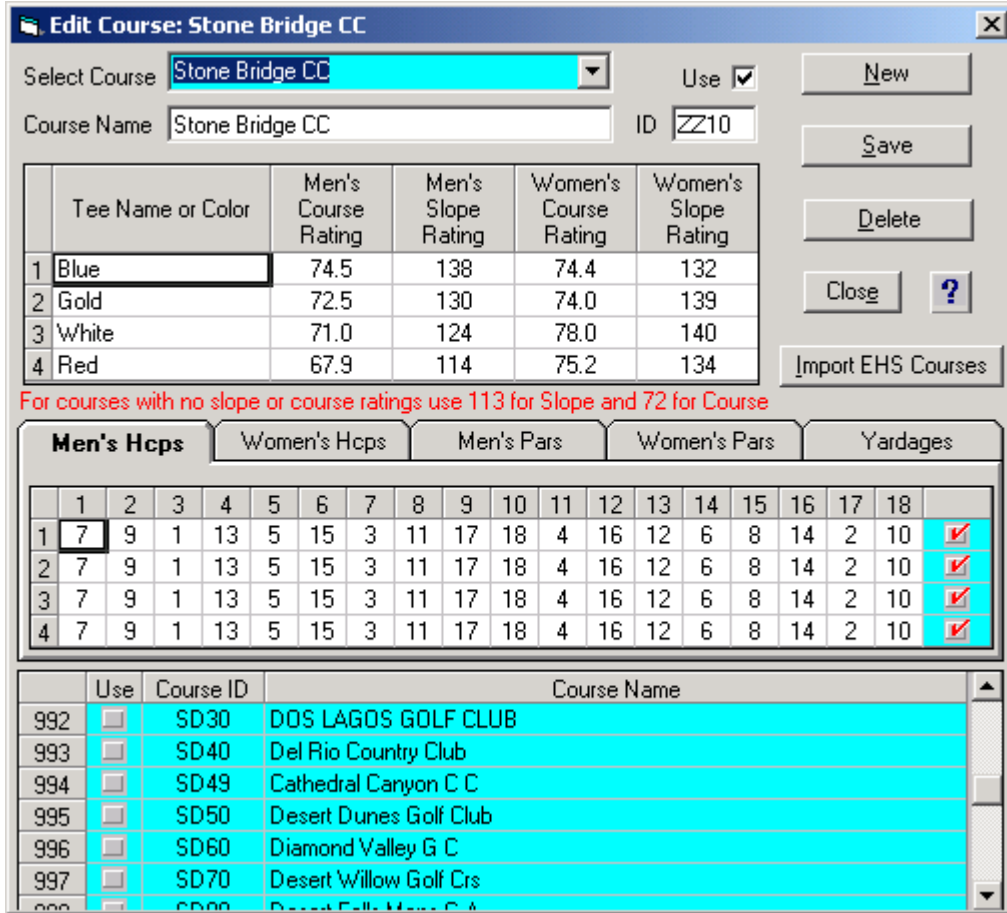 Edit Course: Stone Bridge CC
Select Course Stone Bridge CC Use New
Course Name Stone Bridge CC ID ZZ10 Save
Tee Name or Color Men's Course Rating Men's Slope Rating Women's Course Rating Women's Slope Rating
Delete
1 Blue 74.5 138 74.4 132
2 Gold 72.5 130 74.0 139
Close ?
3 White 71.0 124 78.0 140
4 Red 67.9 114 75.2 134
Import EHS Courses
For courses with no slope or course ratings use 113 for Slope and 72 for Course
Men's Hcps Women's Hcps Men's Pars Women's Pars Yardages
1 2 3 4 5 6 7 8 9 10 11 12 13 14 15 16 17 18
1 7 9 1 13 5 15 3 11 17 18 4 16 12 6 8 14 2 10
2 7 9 1 13 5 15 3 11 17 18 4 16 12 6 8 14 2 10
3 7 9 1 13 5 15 3 11 17 18 4 16 12 6 8 14 2 10
4 7 9 1 13 5 15 3 11 17 18 4 16 12 6 8 14 2 10
Use Course ID Course Name
992 SD30 DOS LAGOS GOLF CLUB
993 SD40 Del Rio Country Club
994 SD49 Cathedral Canyon C C
995 SD50 Desert Dunes Golf Club
996 SD60 Diamond Valley G C
997 SD70 Desert Willow Golf Crs